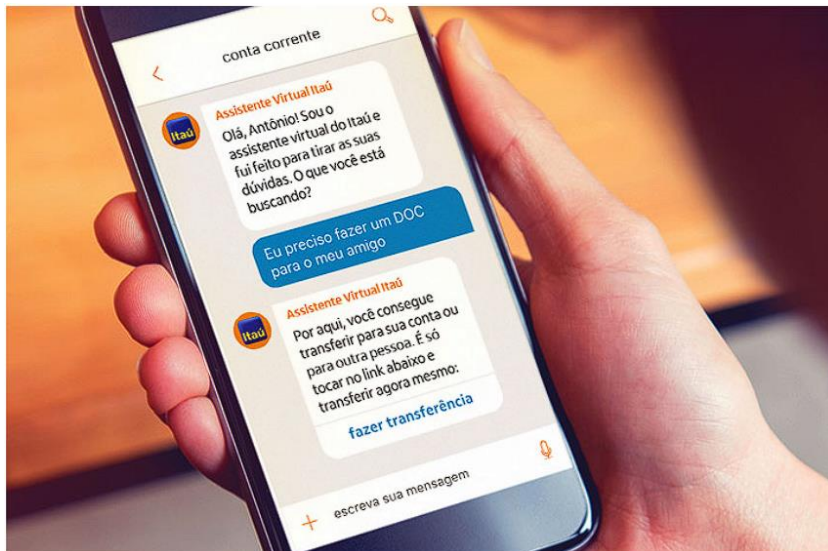 conta corrente
Assistente Virtual Itaú
Itaú
Olá, Antônio! Sou o
assistente virtual do Itaú e
fui feito para tirar as suas
dúvidas. O que você está
buscando?
Eu preciso fazer um DOC
para o meu amigo
Assistente Virtual Itaú
Itaú
Por aqui, você consegue
transferir para sua conta ou
para outra pessoa. É só
tocar no link abaixo e
transferir agora mesmo:
fazer transferência
escreva sua mensagem